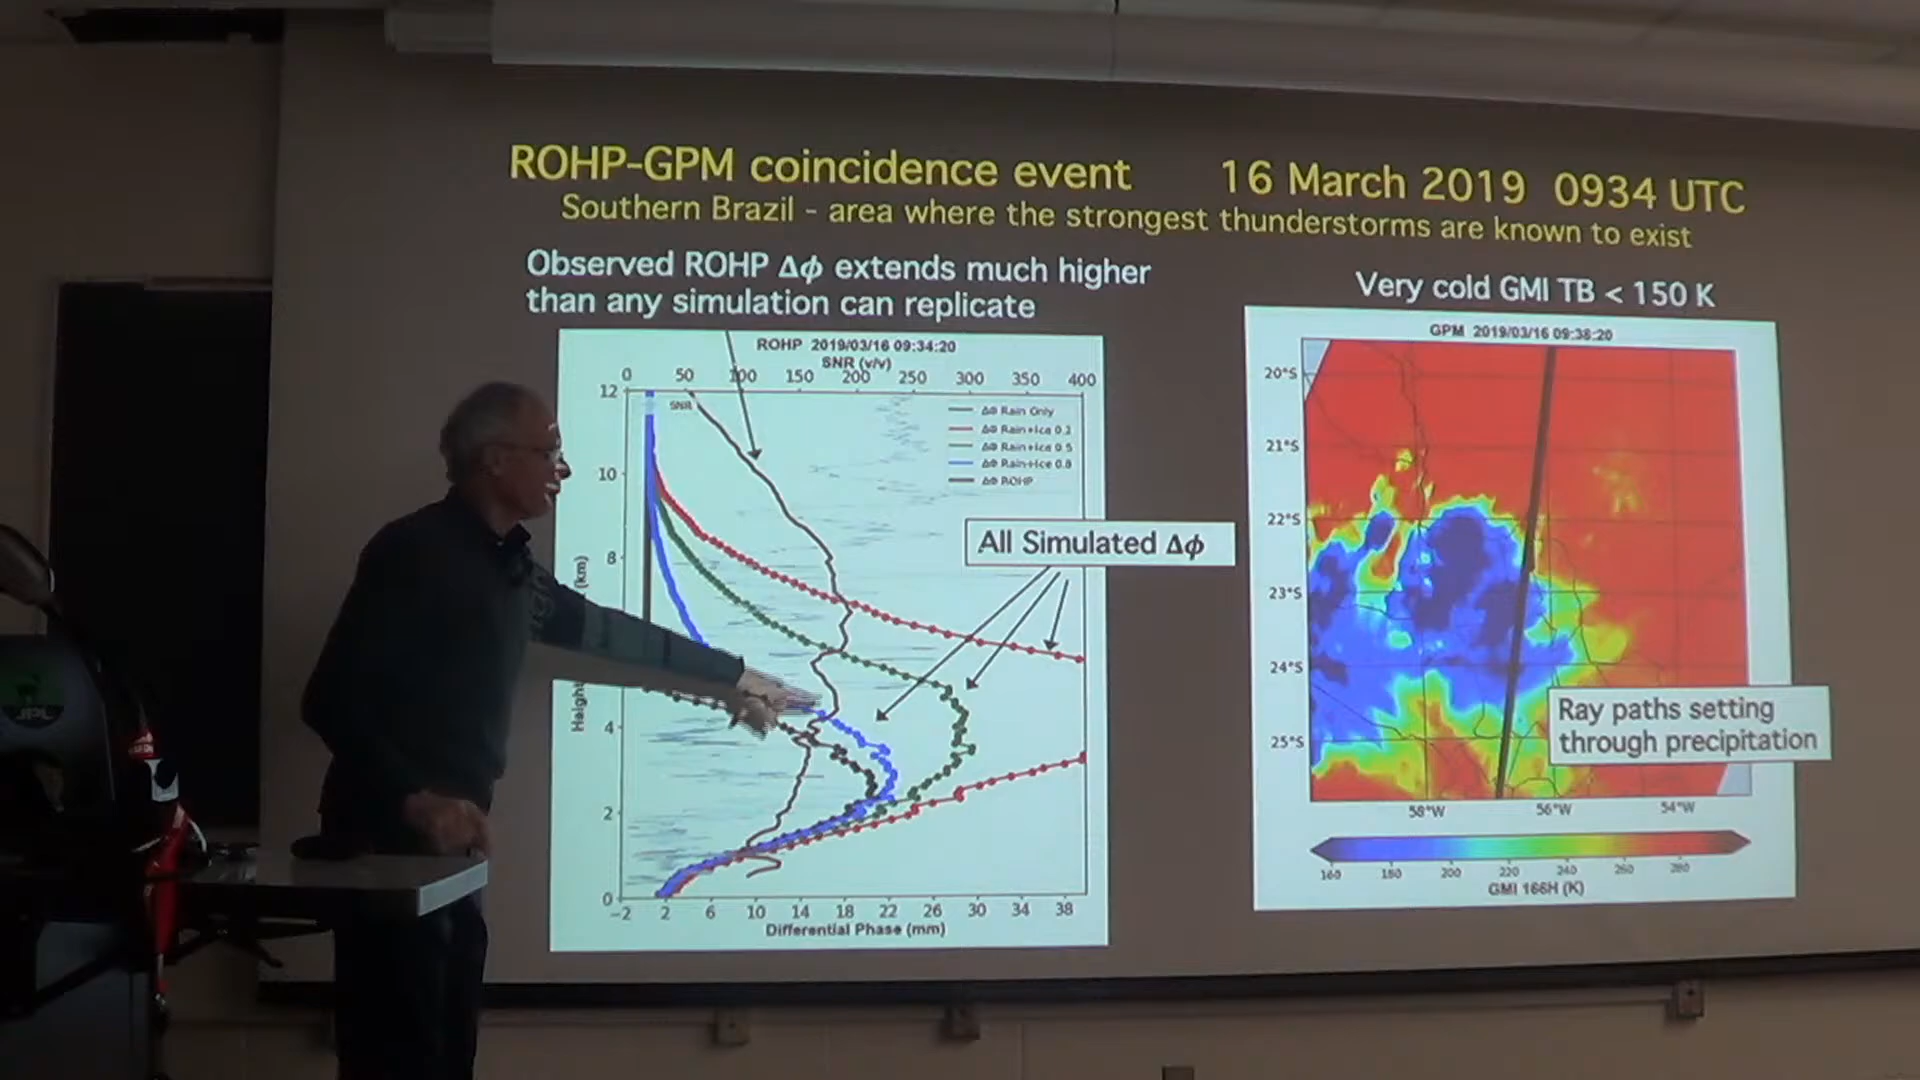 ROHP-GPM coincidence event 16 March 2019 0934 UTC
Southern Brazil - area where the strongest thunderstorms are known to exist
Observed ROHP Δϕ extends much higher
than any simulation can replicate
Very cold GMI TB < 150 K
ROHP 2019/03/16 09:34:20
SNR (v/v)
0 50 100 150 200 250 300 350 400
12
10
8
4
2
0
SNR
ΔΦ Rain Only
ΔΦ Rain+Ice 0.2
ΔΦ Rain+Ice 0.5
ΔΦ Rain+Ice 0.8
ΔΦ ROHP
All Simulated Δϕ
(km)
-2 2 6 10 14 18 22 26 30 34 38
Differential Phase (mm)
GPM 2019/03/16 09:38:20
20°S
21°S
22°S
23°S
24°S
25°S
Ray paths setting
through precipitation
58°W 56°W 54°W
160 180 200 220 240 260 280
GMI 166H (K)
JPL